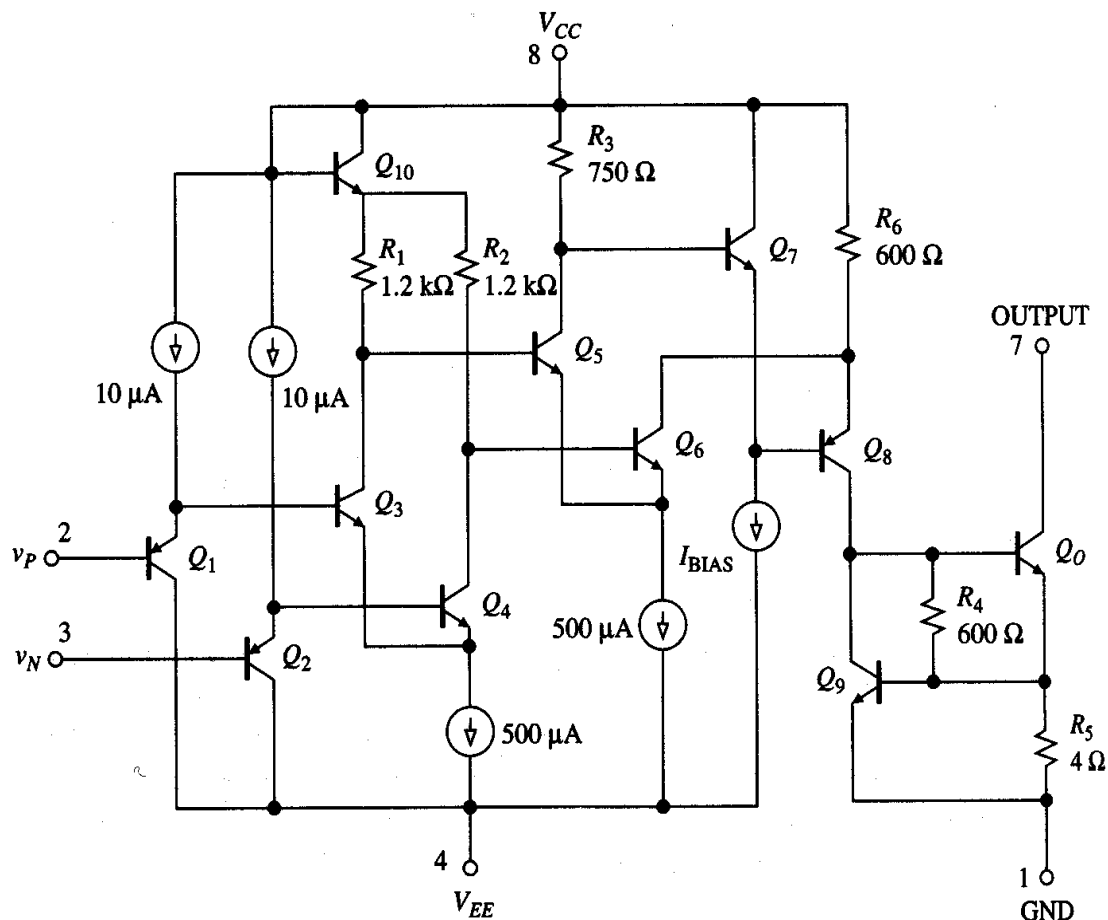 V_CC
8
Q_10
R_3
750 Ω
R_1
1.2 kΩ
R_2
1.2 kΩ
Q_7
R_6
600 Ω
OUTPUT
7
10 μA
10 μA
Q_5
Q_6
Q_8
2
v_P
Q_1
Q_3
I_BIAS
Q_O
3
v_N
Q_2
Q_4
500 μA
R_4
600 Ω
Q_9
500 μA
R_5
4 Ω
4
V_EE
1
GND